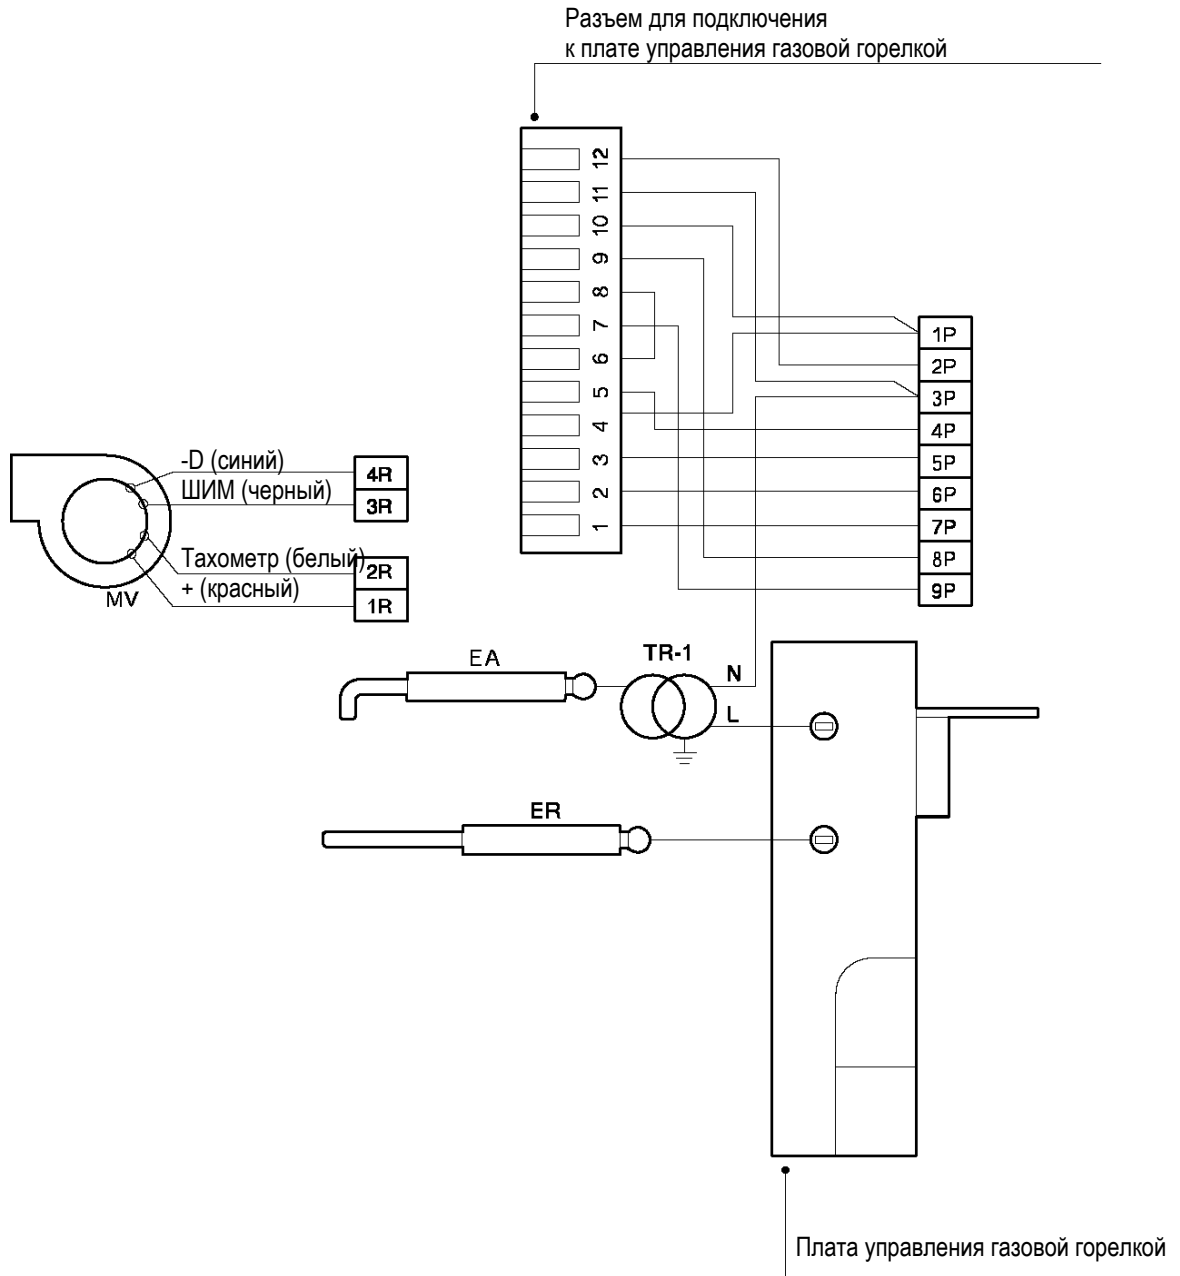 Разъем для подключения
к плате управления газовой горелкой
12
11
10
9
8
7
6
5
4
3
2
1
1P
2P
3P
4P
5P
6P
7P
8P
9P
-D (синий)
4R
ШИМ (черный)
3R
Тахометр (белый)
2R
+ (красный)
1R
MV
EA
TR-1
N
L
ER
Плата управления газовой горелкой